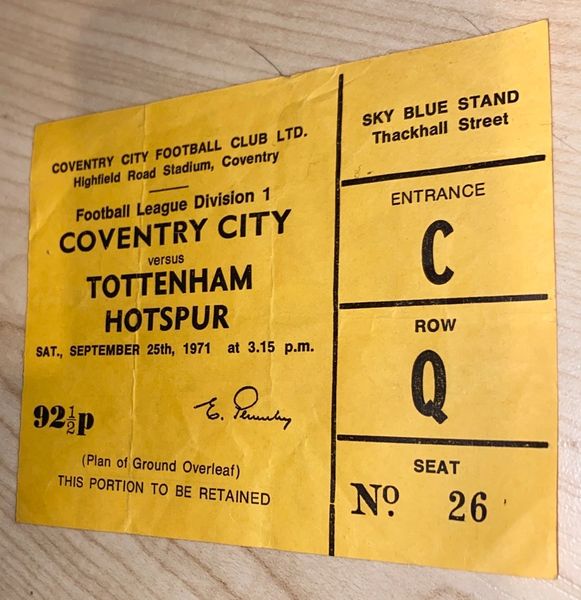 COVENTRY CITY FOOTBALL CLUB LTD.
Highfield Road Stadium, Coventry
Football League Division 1
COVENTRY CITY
versus
TOTTENHAM
HOTSPUR
SAT., SEPTEMBER 25th, 1971 at 3.15 p.m.
92½p
(Plan of Ground Overleaf)
THIS PORTION TO BE RETAINED
SKY BLUE STAND
Thackhall Street
ENTRANCE
C
ROW
Q
SEAT
Nº. 26